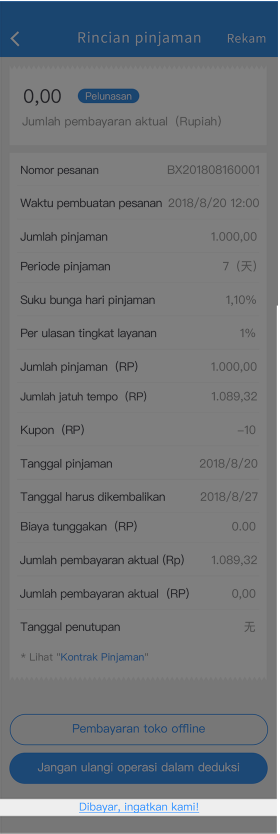 Rincian pinjaman
Rekam
0,00 Pelunasan
Jumlah pembayaran aktual（Rupiah）
Nomor pesanan BX201808160001
Waktu pembuatan pesanan 2018/8/20 12:00
Jumlah pinjaman 1.000,00
Periode pinjaman 7（天）
Suku bunga hari pinjaman 1,10%
Per ulasan tingkat layanan 1%
Jumlah pinjaman（RP） 1.000,00
Jumlah jatuh tempo（RP） 1.089,32
Kupon（RP） -10
Tanggal pinjaman 2018/8/20
Tanggal harus dikembalikan 2018/8/27
Biaya tunggakan（RP） 0.00
Jumlah pembayaran aktual (Rp) 1.089,32
Jumlah pembayaran aktual（RP） 0,00
Tanggal penutupan 无
* Lihat "Kontrak Pinjaman"
Pembayaran toko offline
Jangan ulangi operasi dalam deduksi
Dibayar, ingatkan kami!